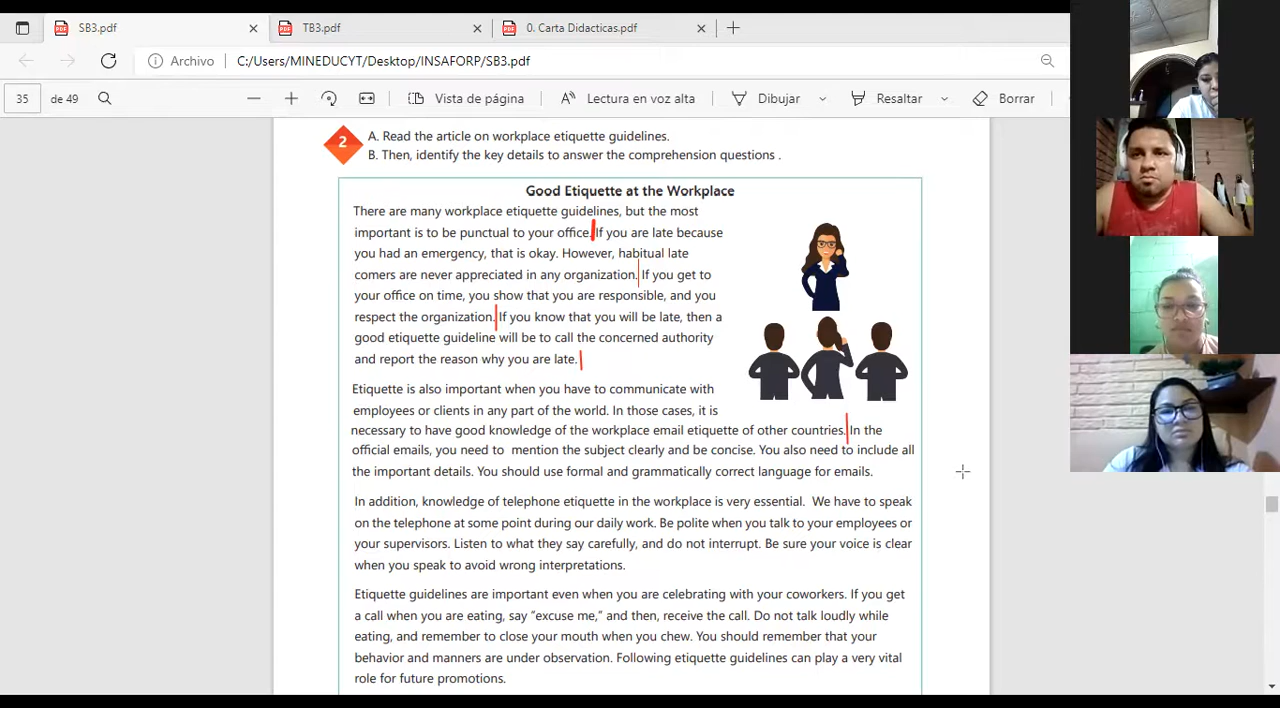 SB3.pdf
TB3.pdf
0. Carta Didacticas.pdf
Archivo
C:/Users/MINEDUCYT/Desktop/INSAFORP/SB3.pdf
35
de 49
Vista de página
Lectura en voz alta
Dibujar
Resaltar
Borrar
2
A. Read the article on workplace etiquette guidelines.
B. Then, identify the key details to answer the comprehension questions .
Good Etiquette at the Workplace
There are many workplace etiquette guidelines, but the most
important is to be punctual to your office. If you are late because
you had an emergency, that is okay. However, habitual late
comers are never appreciated in any organization. If you get to
your office on time, you show that you are responsible, and you
respect the organization. If you know that you will be late, then a
good etiquette guideline will be to call the concerned authority
and report the reason why you are late.
Etiquette is also important when you have to communicate with
employees or clients in any part of the world. In those cases, it is
necessary to have good knowledge of the workplace email etiquette of other countries. In the
official emails, you need to mention the subject clearly and be concise. You also need to include all
the important details. You should use formal and grammatically correct language for emails.
In addition, knowledge of telephone etiquette in the workplace is very essential. We have to speak
on the telephone at some point during our daily work. Be polite when you talk to your employees or
your supervisors. Listen to what they say carefully, and do not interrupt. Be sure your voice is clear
when you speak to avoid wrong interpretations.
Etiquette guidelines are important even when you are celebrating with your coworkers. If you get
a call when you are eating, say “excuse me,” and then, receive the call. Do not talk loudly while
eating, and remember to close your mouth when you chew. You should remember that your
behavior and manners are under observation. Following etiquette guidelines can play a very vital
role for future promotions.